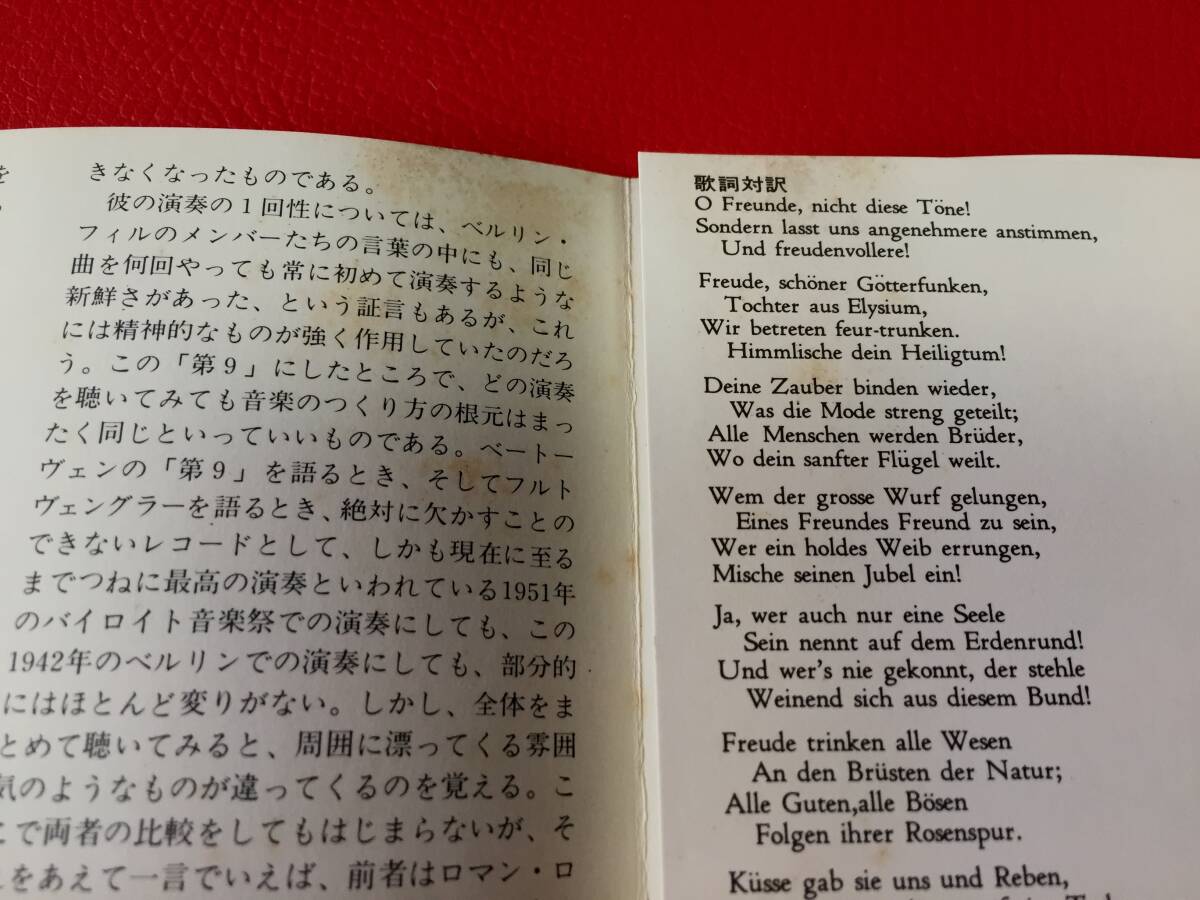 を
きなくなったものである。
彼の演奏の1回性については、ベルリン・
フィルのメンバーたちの言葉の中にも、同じ
曲を何回やっても常に初めて演奏するような
新鮮さがあった、という証言もあるが、これ
には精神的なものが強く作用していたのだろ
う。この「第9」にしたところで、どの演奏
を聴いてみても音楽のつくり方の根元はまっ
たく同じといっていいものである。ベートー
ヴェンの「第9」を語るとき、そしてフルト
ヴェングラーを語るとき、絶対に欠かすことの
できないレコードとして、しかも現在に至る
までつねに最高の演奏といわれている1951年
のバイロイト音楽祭での演奏にしても、この
1942年のベルリンでの演奏にしても、部分的
にはほとんど変りがない。しかし、全体をま
とめて聴いてみると、周囲に漂ってくる雰囲
気のようなものが違ってくるのを覚える。こ
こで両者の比較をしてもはじまらないが、そ
れをあえて一言でいえば、前者はロマン・ロ
歌詞対訳
O Freunde, nicht diese Töne!
Sondern lasst uns angenehmere anstimmen,
Und freudenvollere!
Freude, schöner Götterfunken,
Tochter aus Elysium,
Wir betreten feur-trunken.
Himmlische dein Heiligtum!
Deine Zauber binden wieder,
Was die Mode streng geteilt;
Alle Menschen werden Brüder,
Wo dein sanfter Flügel weilt.
Wem der grosse Wurf gelungen,
Eines Freundes Freund zu sein,
Wer ein holdes Weib errungen,
Mische seinen Jubel ein!
Ja, wer auch nur eine Seele
Sein nennt auf dem Erdenrund!
Und wer's nie gekonnt, der stehle
Weinend sich aus diesem Bund!
Freude trinken alle Wesen
An den Brüsten der Natur;
Alle Guten,alle Bösen
Folgen ihrer Rosenspur.
Küsse gab sie uns und Reben,